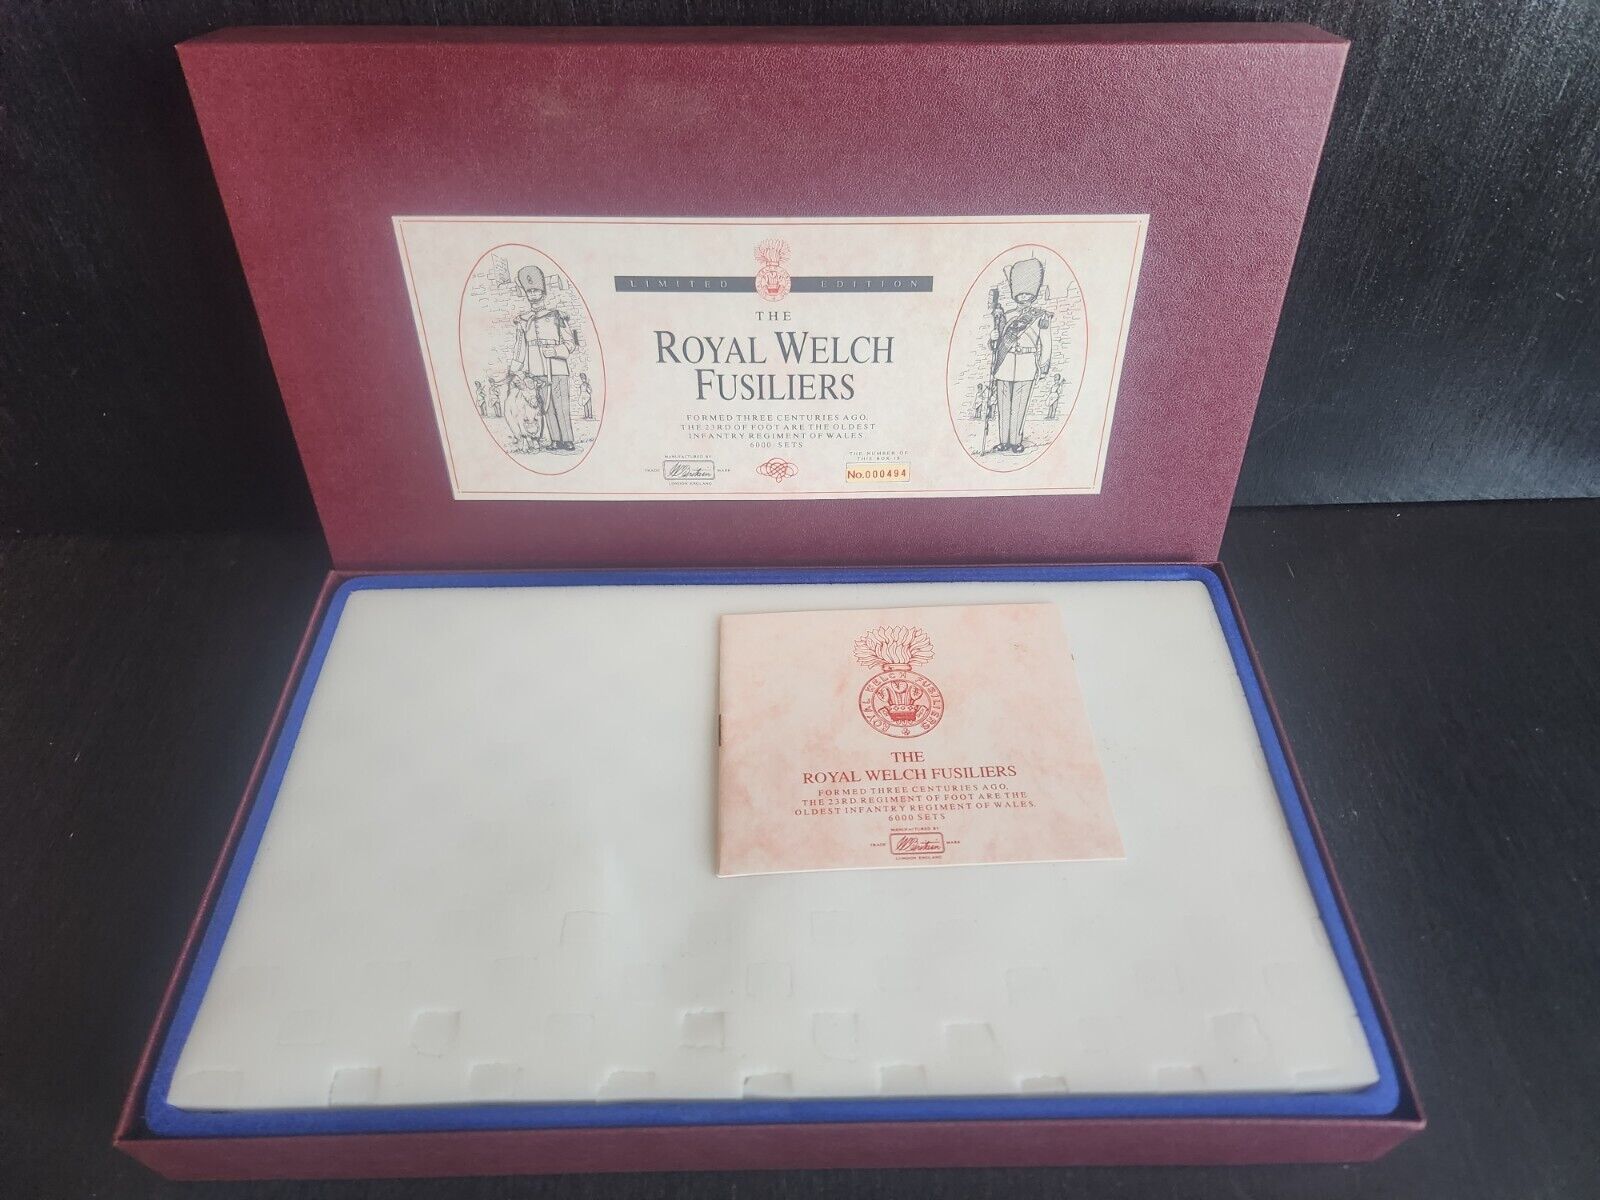 LIMITED EDITION
THE
ROYAL WELCH
FUSILIERS
FORMED THREE CENTURIES AGO,
THE 23RD OF FOOT ARE THE OLDEST
INFANTRY REGIMENT OF WALES.
6000 SETS
MANUFACTURED BY
TRADE W Britain MARK
LONDON ENGLAND
THE NUMBER OF
THIS BOX IS
No.000494
ROYAL WELCH FUSILIERS
THE
ROYAL WELCH FUSILIERS
FORMED THREE CENTURIES AGO,
THE 23RD REGIMENT OF FOOT ARE THE
OLDEST INFANTRY REGIMENT OF WALES.
6000 SETS
MANUFACTURED BY
TRADE W Britain MARK
LONDON ENGLAND